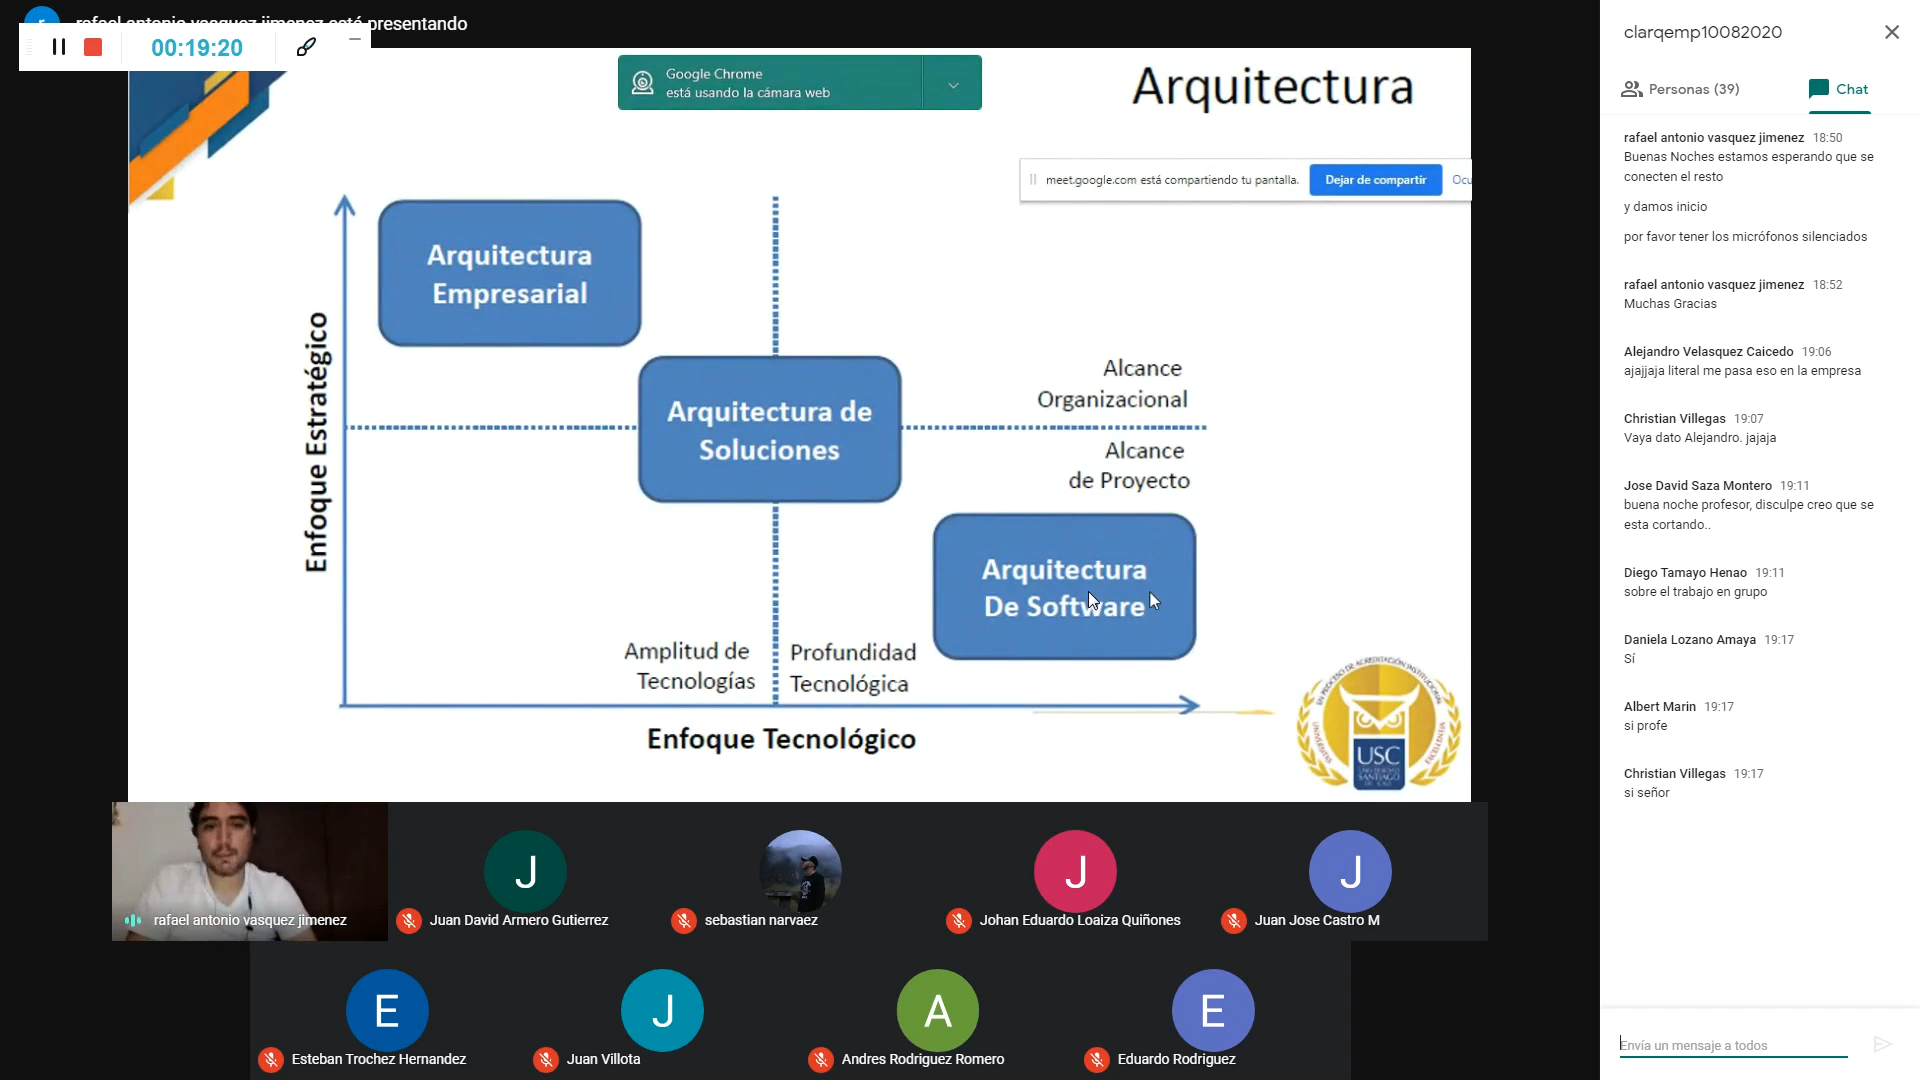 rafael antonio vasquez jimenez está presentando
00:19:20
Google Chrome
está usando la cámara web
Arquitectura
meet.google.com está compartiendo tu pantalla.
Dejar de compartir
Ocu
Arquitectura
Empresarial
Arquitectura de
Soluciones
Alcance
Organizacional
Alcance
de Proyecto
Arquitectura
De Software
Enfoque Estratégico
Amplitud de
Tecnologías
Profundidad
Tecnológica
Enfoque Tecnológico
EN PROCESO DE ACREDITACIÓN INSTITUCIONAL
USC
rafael antonio vasquez jimenez
J
Juan David Armero Gutierrez
sebastian narvaez
J
Johan Eduardo Loaiza Quiñones
J
Juan Jose Castro M
E
Esteban Trochez Hernandez
J
Juan Villota
A
Andres Rodriguez Romero
E
Eduardo Rodriguez
clarqemp10082020
Personas (39)
Chat
rafael antonio vasquez jimenez 18:50
Buenas Noches estamos esperando que se
conecten el resto
y damos inicio
por favor tener los micrófonos silenciados
rafael antonio vasquez jimenez 18:52
Muchas Gracias
Alejandro Velasquez Caicedo 19:06
ajajjaja literal me pasa eso en la empresa
Christian Villegas 19:07
Vaya dato Alejandro. jajaja
Jose David Saza Montero 19:11
buena noche profesor, disculpe creo que se
esta cortando..
Diego Tamayo Henao 19:11
sobre el trabajo en grupo
Daniela Lozano Amaya 19:17
Sí
Albert Marin 19:17
si profe
Christian Villegas 19:17
si señor
Envía un mensaje a todos